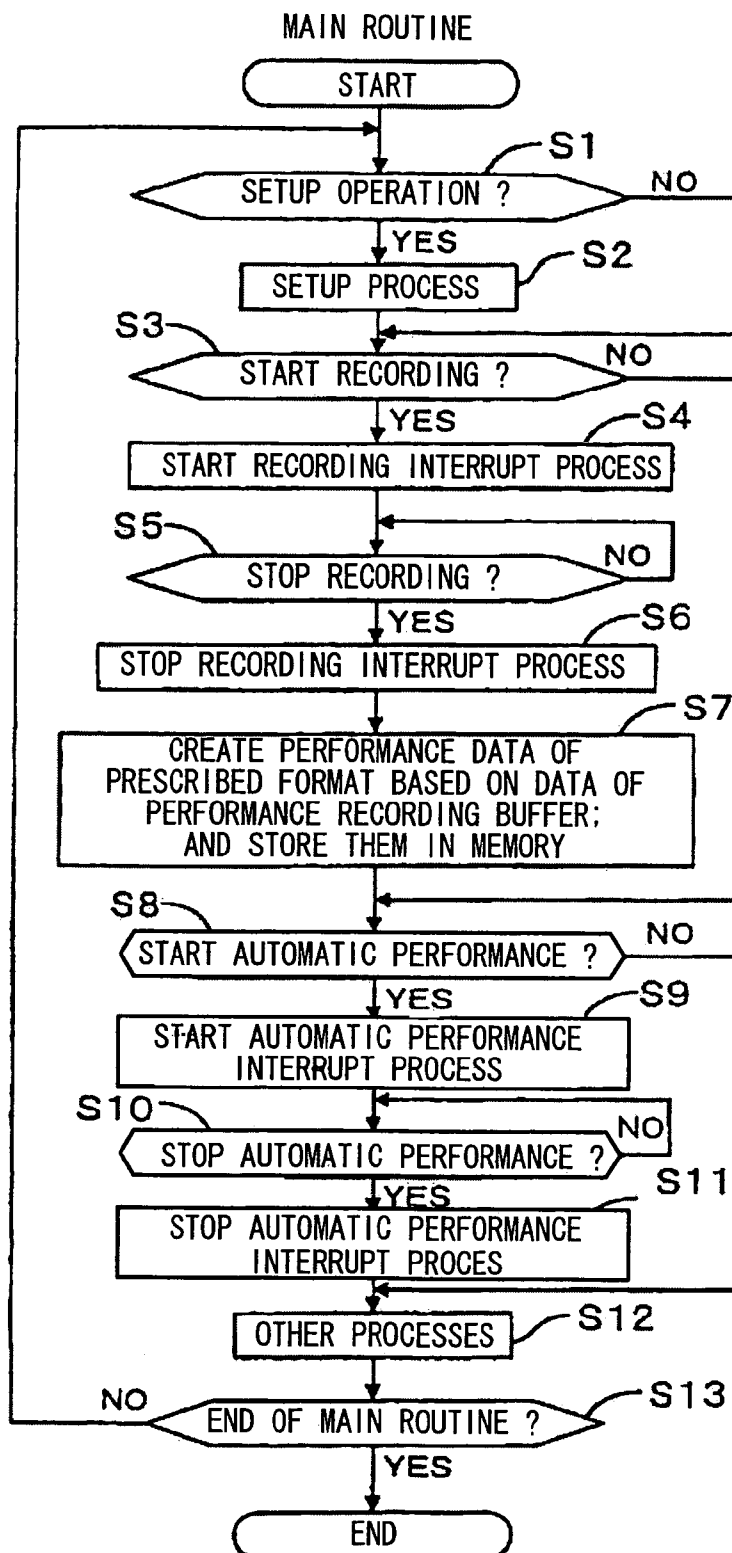 MAIN ROUTINE
START
S1
SETUP OPERATION ?
NO
YES
S2
SETUP PROCESS
S3
START RECORDING ?
NO
YES
S4
START RECORDING INTERRUPT PROCESS
S5
STOP RECORDING ?
NO
YES
S6
STOP RECORDING INTERRUPT PROCESS
S7
CREATE PERFORMANCE DATA OF
PRESCRIBED FORMAT BASED ON DATA OF
PERFORMANCE RECORDING BUFFER;
AND STORE THEM IN MEMORY
S8
START AUTOMATIC PERFORMANCE ?
NO
YES
S9
START AUTOMATIC PERFORMANCE
INTERRUPT PROCESS
S10
STOP AUTOMATIC PERFORMANCE ?
NO
YES
S11
STOP AUTOMATIC PERFORMANCE
INTERRUPT PROCES
S12
OTHER PROCESSES
S13
NO
END OF MAIN ROUTINE ?
YES
END